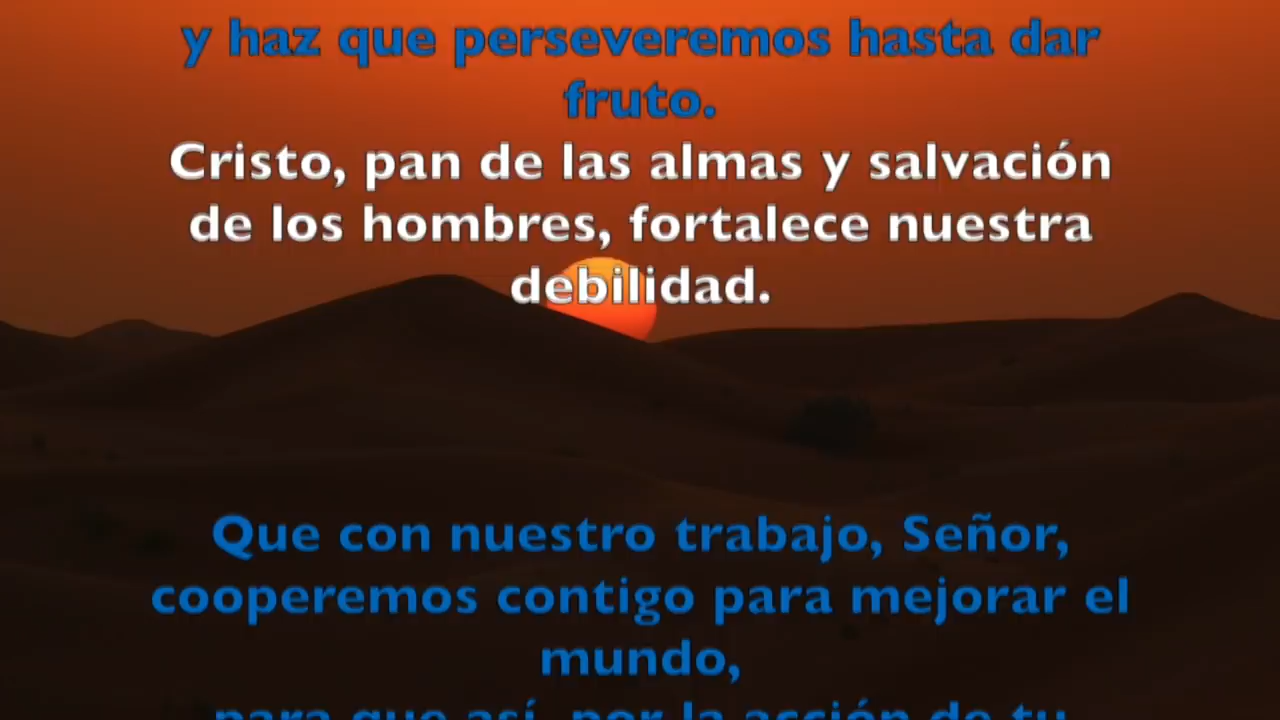 y haz que perseveremos hasta dar
fruto.
Cristo, pan de las almas y salvación
de los hombres, fortalece nuestra
debilidad.
Que con nuestro trabajo, Señor,
cooperemos contigo para mejorar el
mundo,
para que así, por la acción de tu